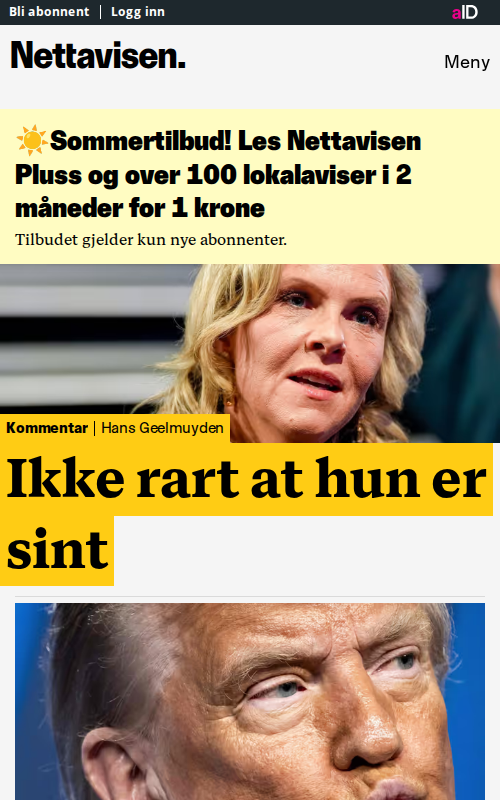 Bli abonnent | Logg inn
aID
Nettavisen.
Meny
☀️Sommertilbud! Les Nettavisen
Pluss og over 100 lokalaviser i 2
måneder for 1 krone
Tilbudet gjelder kun nye abonnenter.
Kommentar | Hans Geelmuyden
Ikke rart at hun er
sint